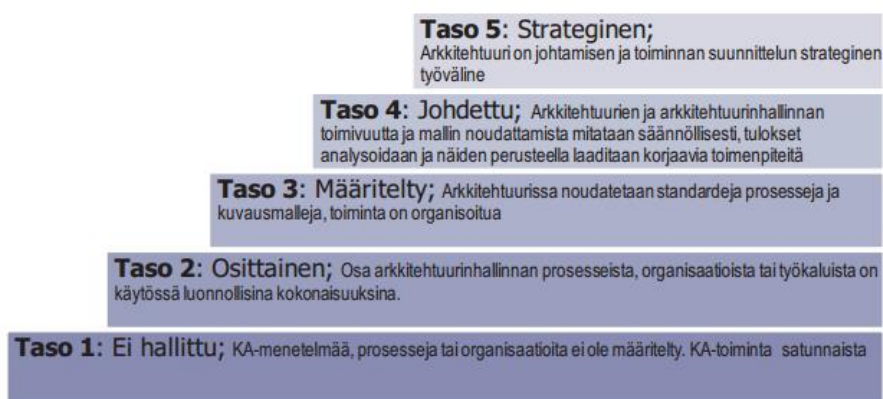 Taso 5: Strateginen;
Arkkitehtuuri on johtamisen ja toiminnan suunnittelun strateginen
työväline
Taso 4: Johdettu; Arkkitehtuurien ja arkkitehtuurinhallinnan
toimivuutta ja mallin noudattamista mitataan säännöllisesti, tulokset
analysoidaan ja näiden perusteella laaditaan korjaavia toimenpiteitä
Taso 3: Määritelty; Arkkitehtuurissa noudatetaan standardeja prosesseja ja
kuvausmalleja, toiminta on organisoitua
Taso 2: Osittainen; Osa arkkitehtuurinhallinnan prosesseista, organisaatioista tai työkaluista on
käytössä luonnollisina kokonaisuuksina.
Taso 1: Ei hallittu; KA-menetelmää, prosesseja tai organisaatioita ei ole määritelty. KA-toiminta satunnaista